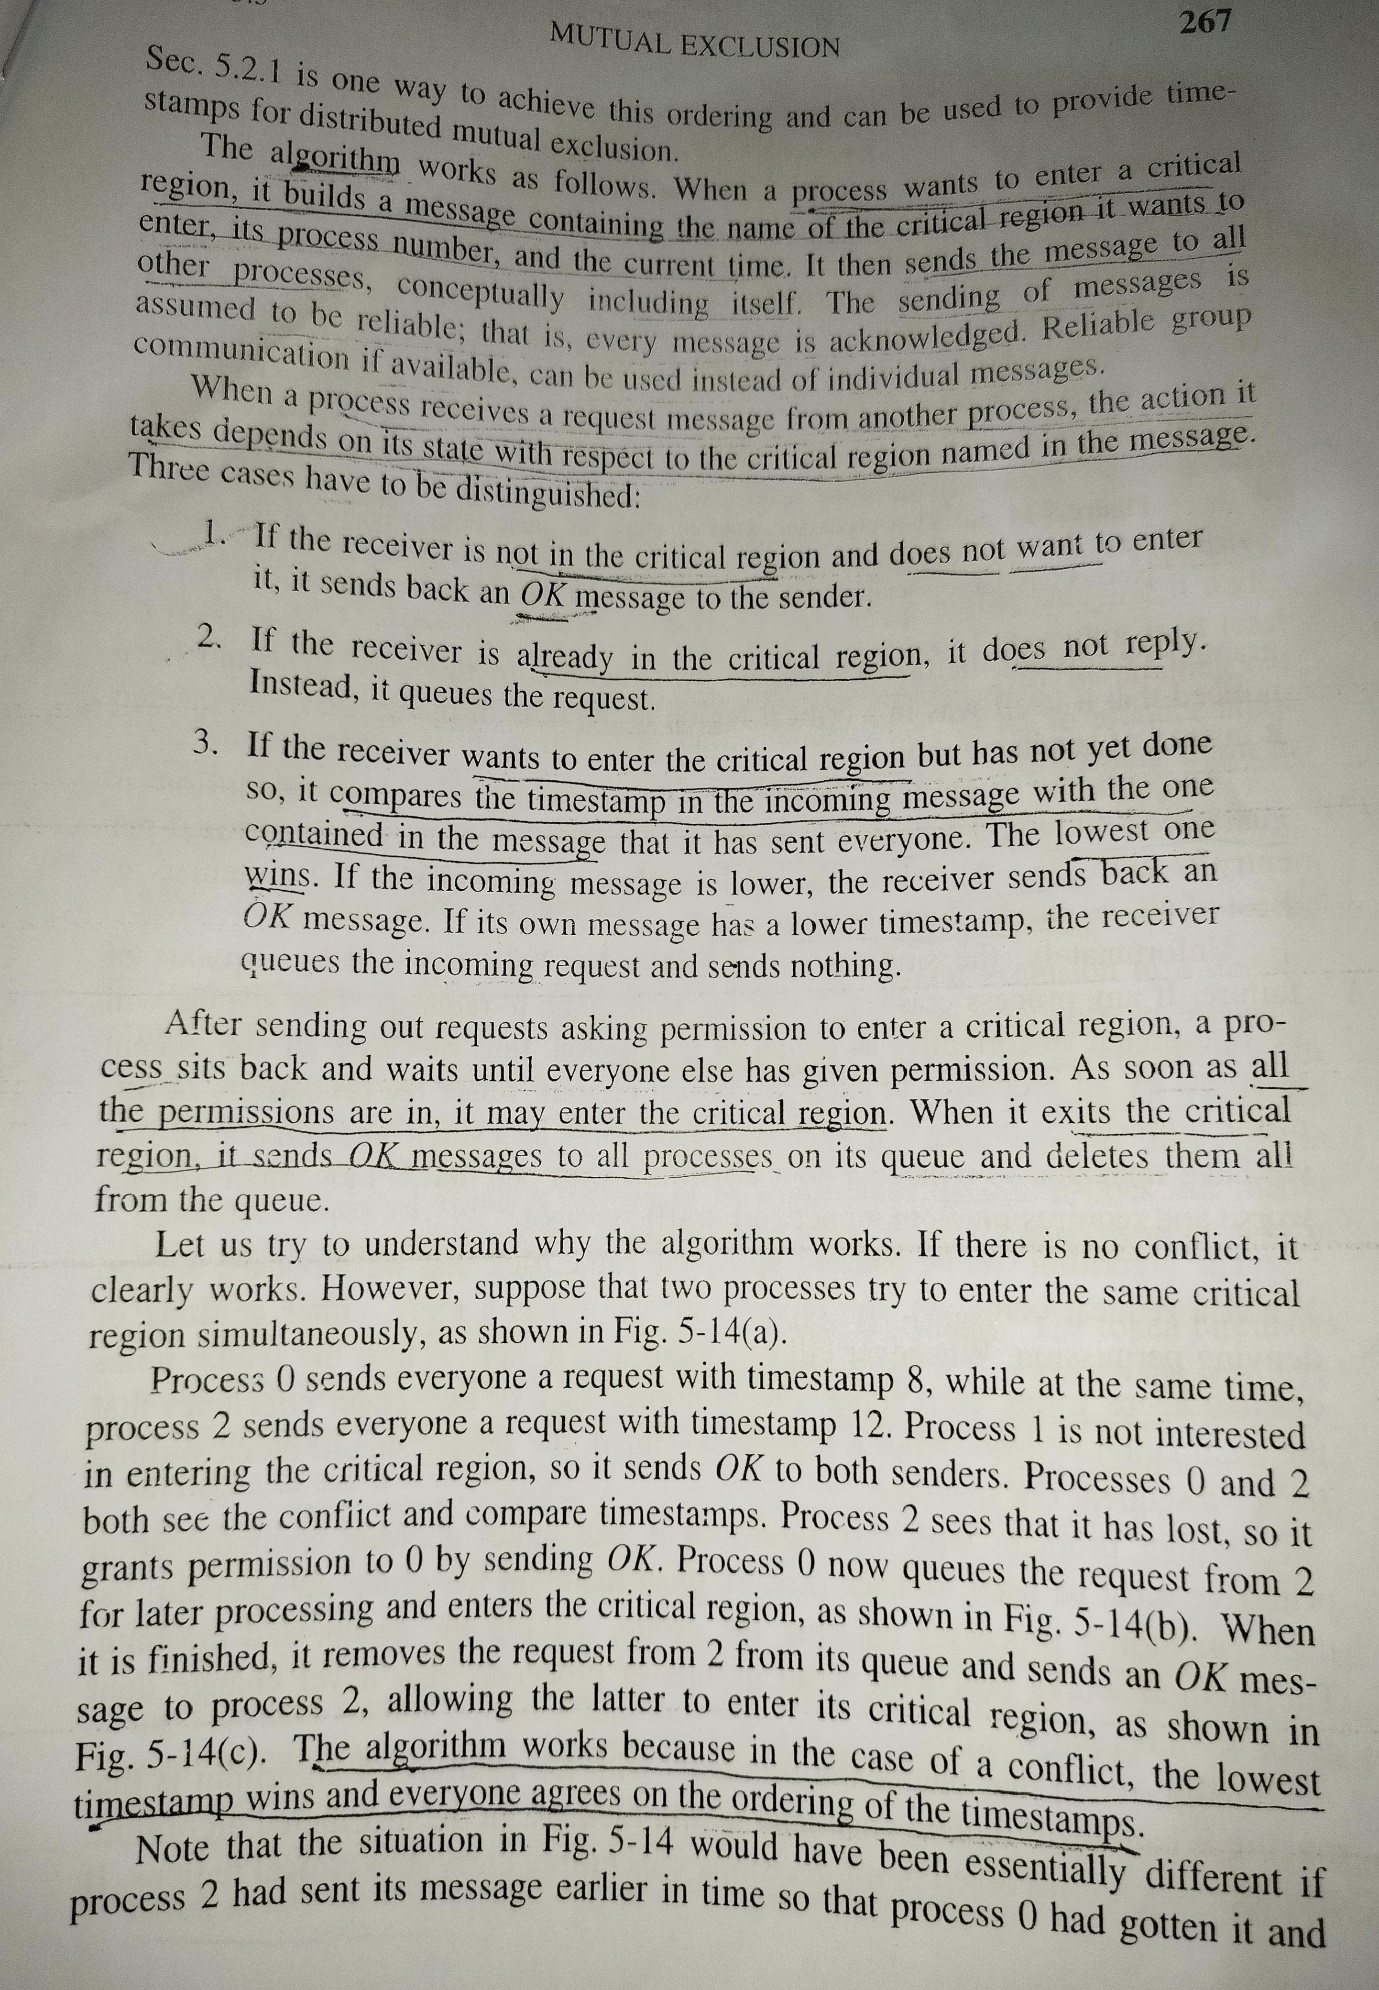 MUTUAL EXCLUSION
267
Sec. 5.2.1 is one way to achieve this ordering and can be used to provide time-
stamps for distributed mutual exclusion.
The algorithm works as follows. When a process wants to enter a critical
region, it builds a message containing the name of the critical region it wants to
enter, its process number, and the current time. It then sends the message to all
other processes, conceptually including itself. The sending of messages is
assumed to be reliable; that is, every message is acknowledged. Reliable group
communication if available, can be used instead of individual messages.
When a process receives a request message from another process, the action it
takes depends on its state with respect to the critical region named in the message.
Three cases have to be distinguished:
1. If the receiver is not in the critical region and does not want to enter
it, it sends back an OK message to the sender.
2. If the receiver is already in the critical region, it does not reply.
Instead, it queues the request.
3. If the receiver wants to enter the critical region but has not yet done
so, it compares the timestamp in the incoming message with the one
contained in the message that it has sent everyone. The lowest one
wins. If the incoming message is lower, the receiver sends back an
OK message. If its own message has a lower timestamp, the receiver
queues the incoming request and sends nothing.
After sending out requests asking permission to enter a critical region, a pro-
cess sits back and waits until everyone else has given permission. As soon as all
the permissions are in, it may enter the critical region. When it exits the critical
region, it sends OK messages to all processes on its queue and deletes them all
from the queue.
Let us try to understand why the algorithm works. If there is no conflict, it
clearly works. However, suppose that two processes try to enter the same critical
region simultaneously, as shown in Fig. 5-14(a).
Process 0 sends everyone a request with timestamp 8, while at the same time,
process 2 sends everyone a request with timestamp 12. Process 1 is not interested
in entering the critical region, so it sends OK to both senders. Processes 0 and 2
both see the conflict and compare timestamps. Process 2 sees that it has lost, so it
grants permission to 0 by sending OK. Process 0 now queues the request from 2
for later processing and enters the critical region, as shown in Fig. 5-14(b). When
it is finished, it removes the request from 2 from its queue and sends an OK mes-
sage to process 2, allowing the latter to enter its critical region, as shown in
Fig. 5-14(c). The algorithm works because in the case of a conflict, the lowest
timestamp wins and everyone agrees on the ordering of the timestamps.
Note that the situation in Fig. 5-14 would have been essentially different if
process 2 had sent its message earlier in time so that process 0 had gotten it and